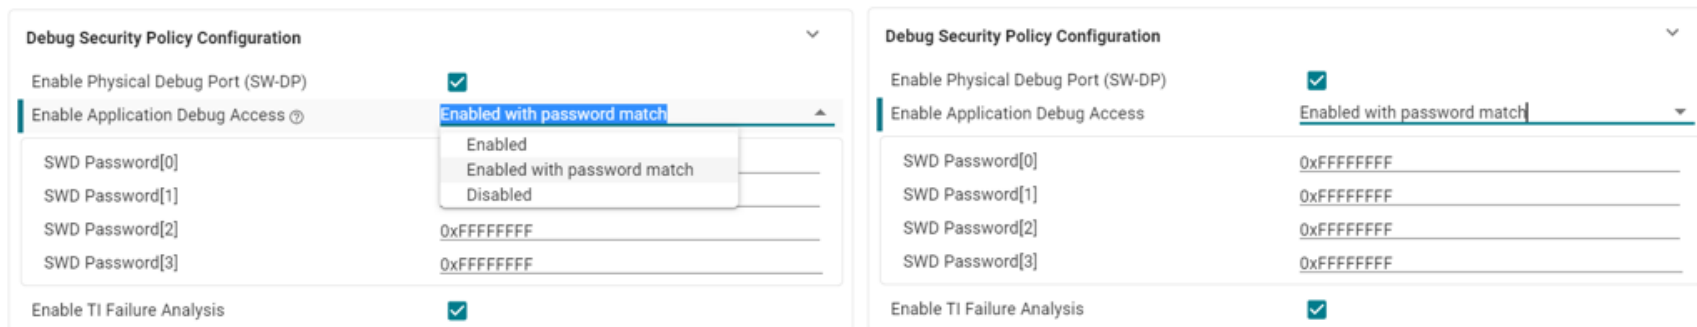 Debug Security Policy Configuration
Enable Physical Debug Port (SW-DP)
Enable Application Debug Access
Enabled with password match
Enabled
Enabled with password match
Disabled
SWD Password[0]
SWD Password[1]
SWD Password[2] 0xFFFFFFFF
SWD Password[3] 0xFFFFFFFF
Enable TI Failure Analysis
Debug Security Policy Configuration
Enable Physical Debug Port (SW-DP)
Enable Application Debug Access Enabled with password match
SWD Password[0] 0xFFFFFFFF
SWD Password[1] 0xFFFFFFFF
SWD Password[2] 0xFFFFFFFF
SWD Password[3] 0xFFFFFFFF
Enable TI Failure Analysis